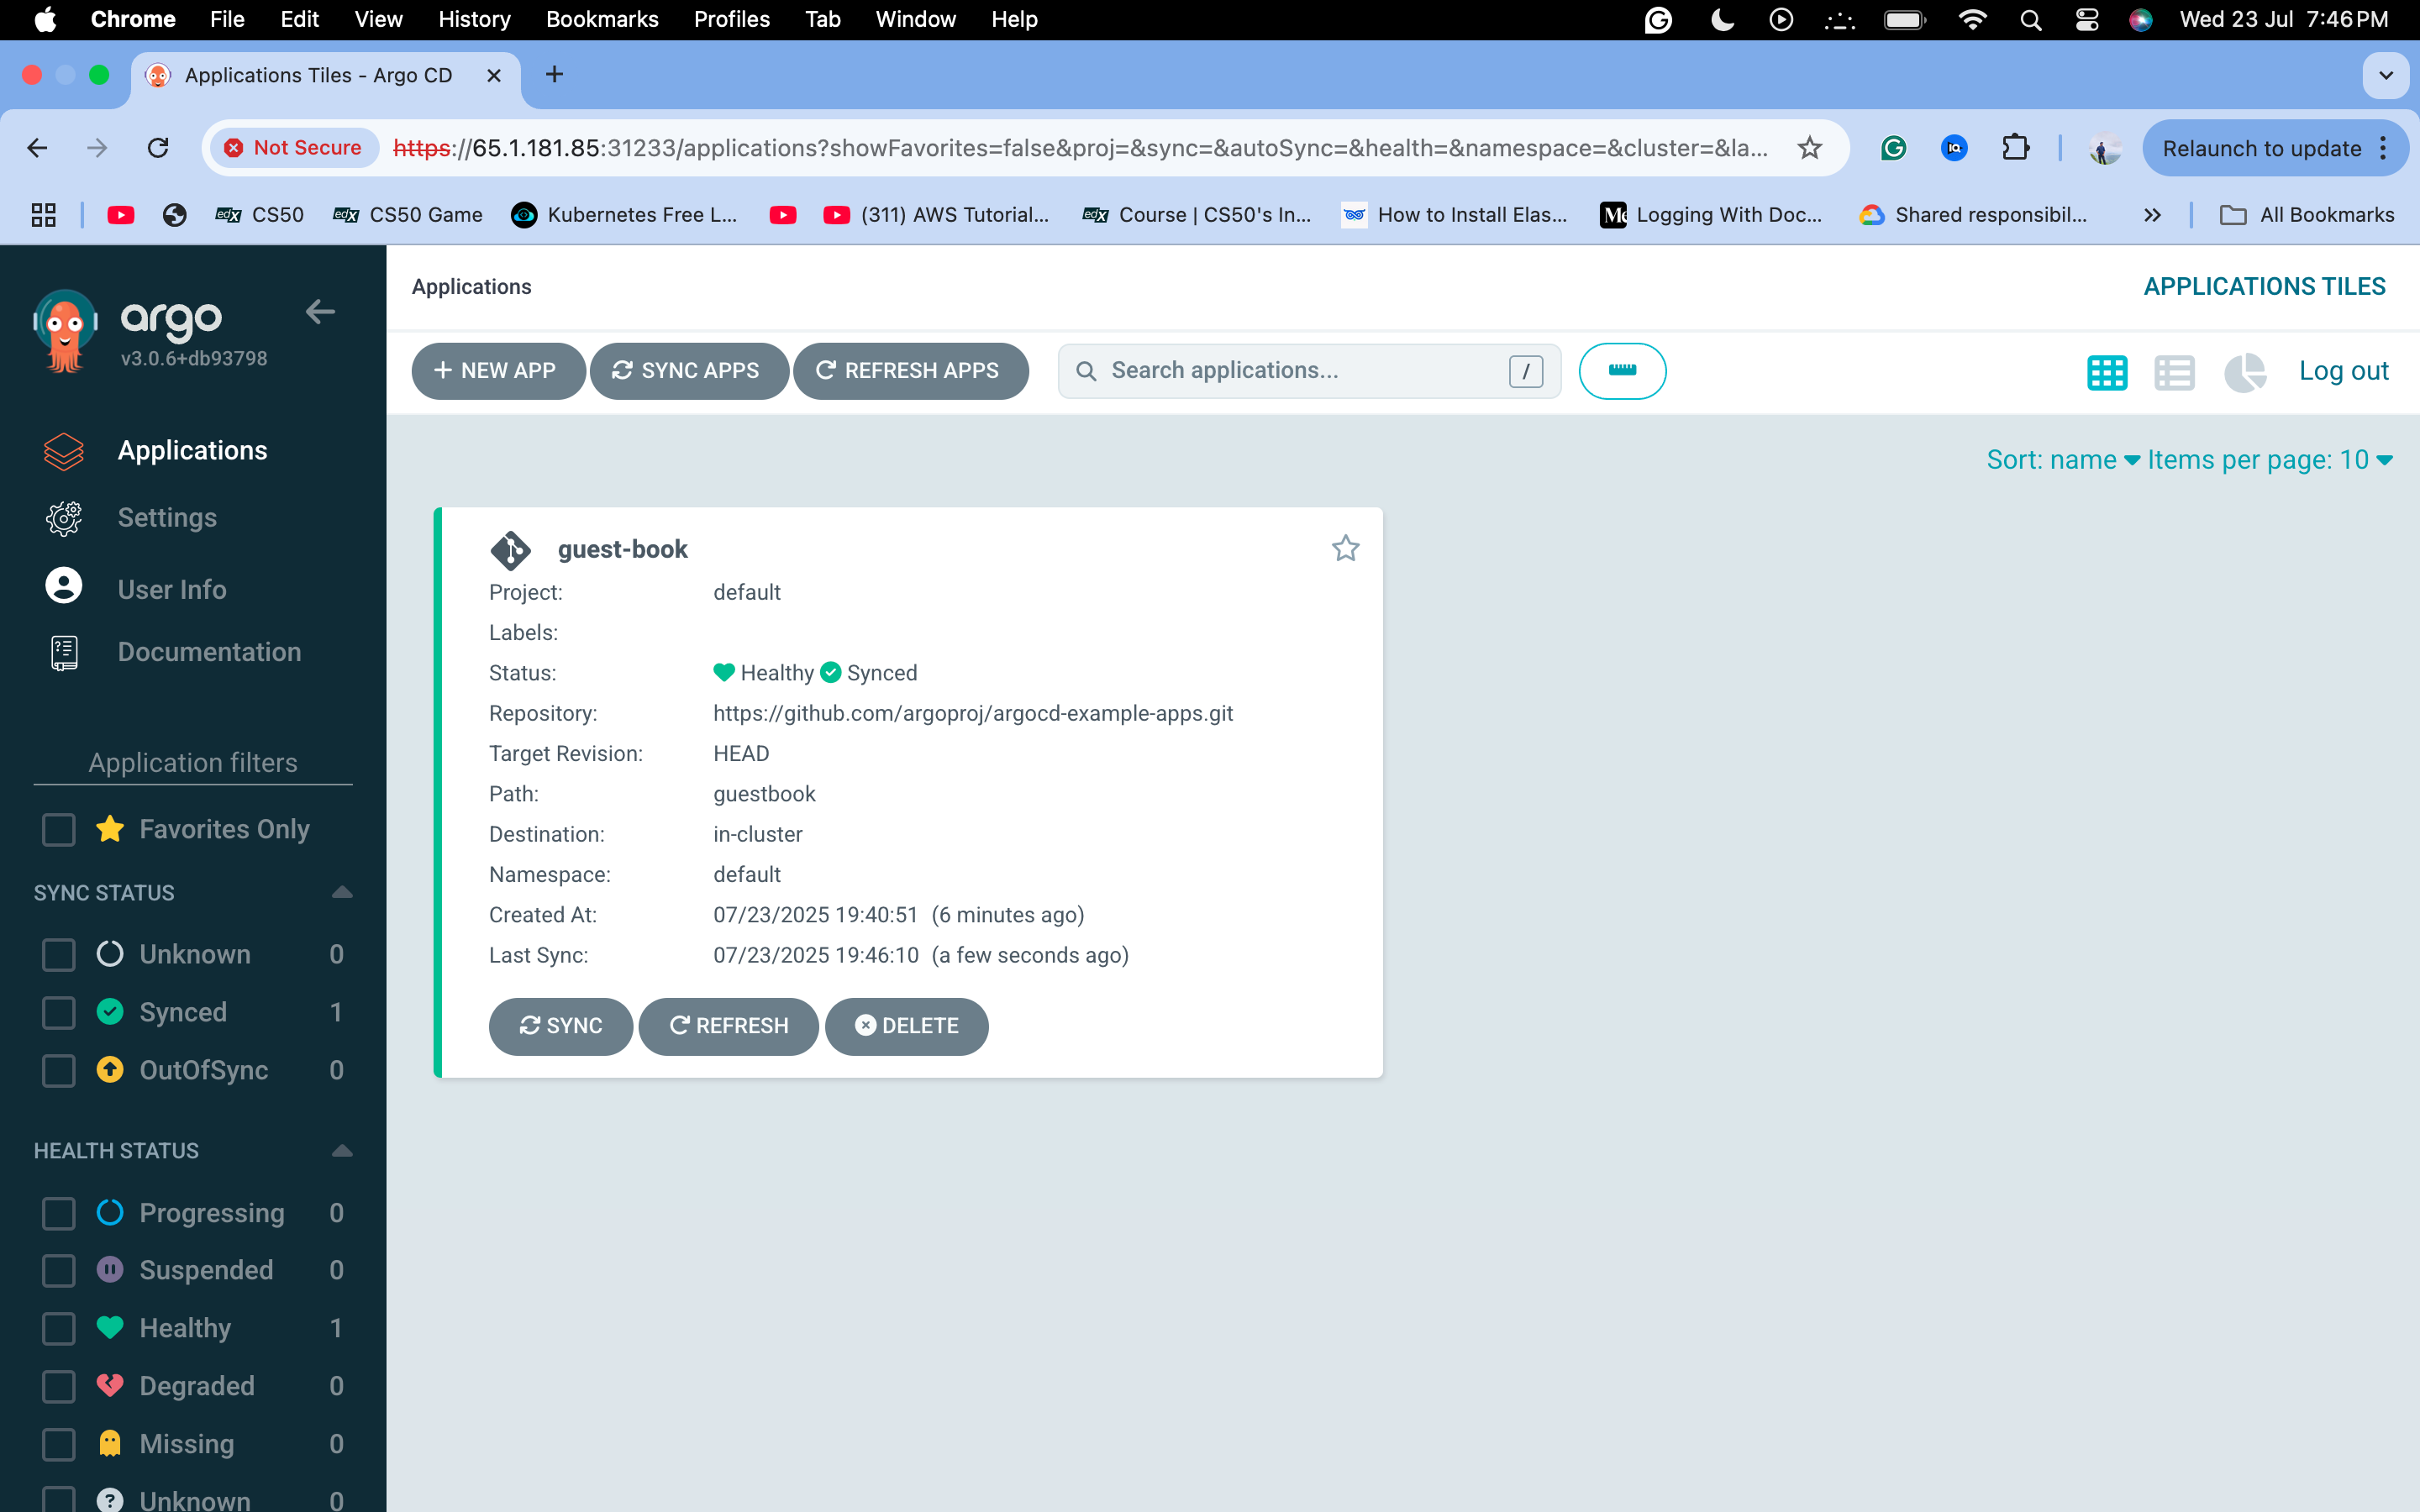 Chrome File Edit View History Bookmarks Profiles Tab Window Help Wed 23 Jul 7:46 PM
Applications Tiles - Argo CD
Not Secure https://65.1.181.85:31233/applications?showFavorites=false&proj=&sync=&autoSync=&health=&namespace=&cluster=&la... Relaunch to update
CS50 CS50 Game Kubernetes Free L... (311) AWS Tutorial... Course | CS50's In... How to Install Elas... Logging With Doc... Shared responsibil... All Bookmarks
argo
v3.0.6+db93798
Applications
Settings
User Info
Documentation
Application filters
Favorites Only
SYNC STATUS
Unknown 0
Synced 1
OutOfSync 0
HEALTH STATUS
Progressing 0
Suspended 0
Healthy 1
Degraded 0
Missing 0
Unknown 0
Applications APPLICATIONS TILES
+ NEW APP SYNC APPS REFRESH APPS Search applications... / Log out
Sort: name Items per page: 10
guest-book
Project: default
Labels:
Status: Healthy Synced
Repository: https://github.com/argoproj/argocd-example-apps.git
Target Revision: HEAD
Path: guestbook
Destination: in-cluster
Namespace: default
Created At: 07/23/2025 19:40:51 (6 minutes ago)
Last Sync: 07/23/2025 19:46:10 (a few seconds ago)
SYNC REFRESH DELETE